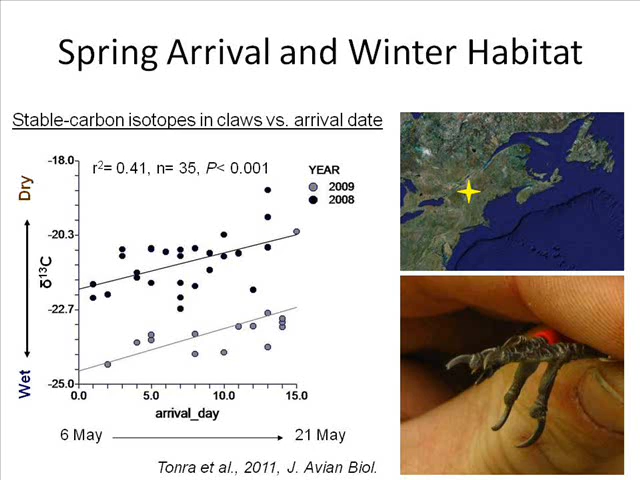 Spring Arrival and Winter Habitat
Stable-carbon isotopes in claws vs. arrival date
r2= 0.41, n= 35, P< 0.001
YEAR
2009
2008
Dry
Wet
δ13C
-18.0
-20.3
-22.7
-25.0
0.0 5.0 10.0 15.0
arrival_day
6 May 21 May
Tonra et al., 2011, J. Avian Biol.